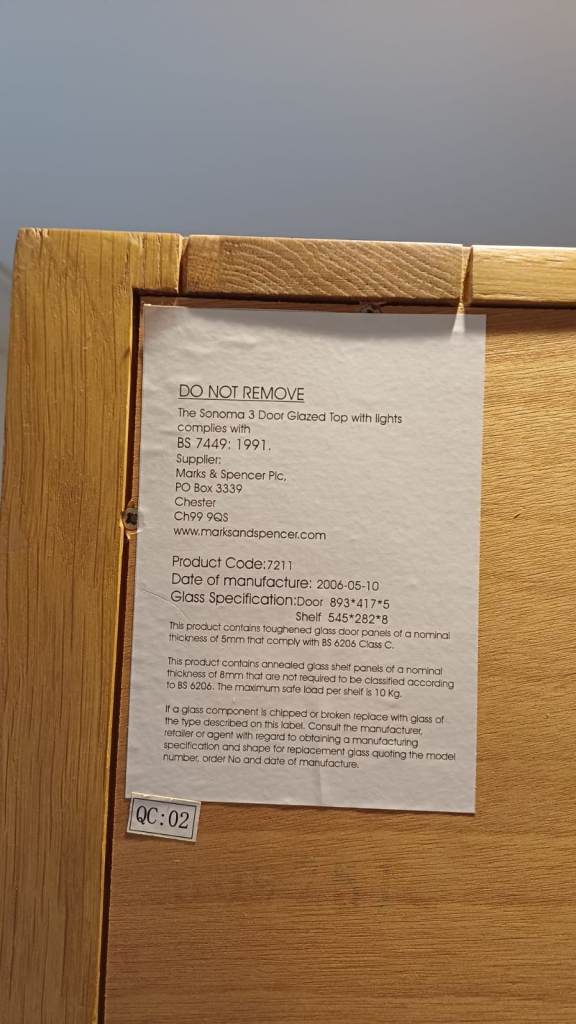 DO NOT REMOVE
The Sonoma 3 Door Glazed Top with lights
complies with
BS 7449: 1991.
Supplier:
Marks & Spencer Plc,
PO Box 3339
Chester
Ch99 9QS
www.marksandspencer.com
Product Code:7211
Date of manufacture: 2006-05-10
Glass Specification:Door 893*417*5
Shelf 545*282*8
This product contains toughened glass door panels of a nominal
thickness of 5mm that comply with BS 6206 Class C.
This product contains annealed glass shelf panels of a nominal
thickness of 8mm that are not required to be classified according
to BS 6206. The maximum safe load per shelf is 10 Kg.
If a glass component is chipped or broken replace with glass of
the type described on this label. Consult the manufacturer,
retailer or agent with regard to obtaining a manufacturing
specification and shape for replacement glass quoting the model
number, order No and date of manufacture.
QC:02